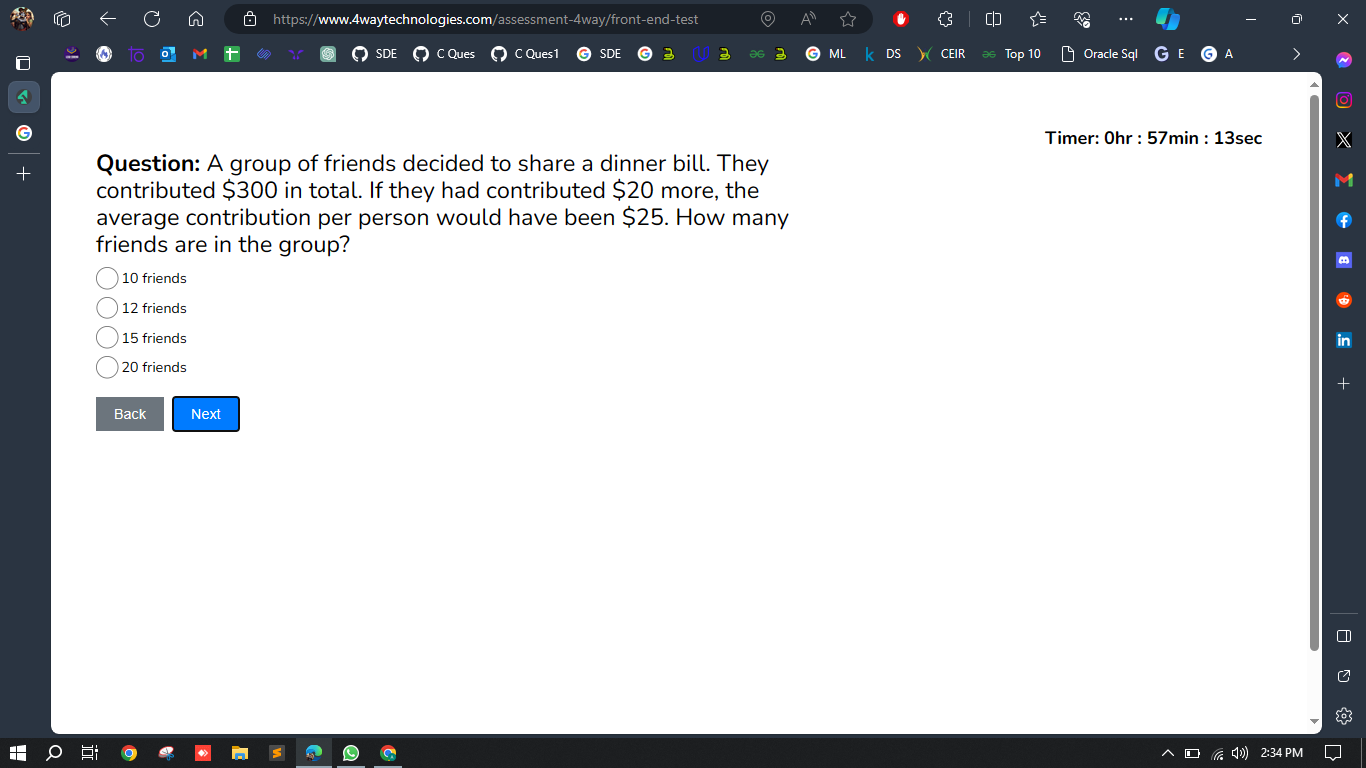 https://www.4waytechnologies.com/assessment-4way/front-end-test
SDE
C Ques
C Ques1
SDE
ML
DS
CEIR
Top 10
Oracle Sql
E
A
Timer: 0hr : 57min : 13sec
Question: A group of friends decided to share a dinner bill. They
contributed $300 in total. If they had contributed $20 more, the
average contribution per person would have been $25. How many
friends are in the group?
10 friends
12 friends
15 friends
20 friends
Back
Next
2:34 PM